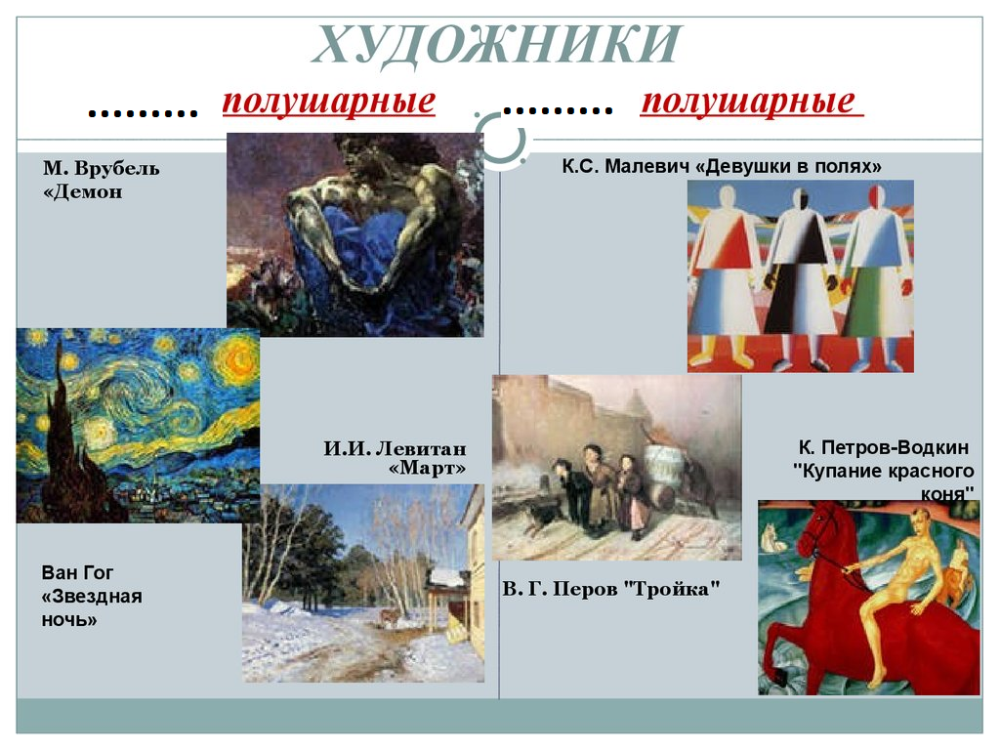 ХУДОЖНИКИ
......... полушарные
......... полушарные
М. Врубель
«Демон
К.С. Малевич «Девушки в полях»
И.И. Левитан
«Март»
К. Петров-Водкин
"Купание красного
коня"
Ван Гог
«Звездная
ночь»
В. Г. Перов "Тройка"